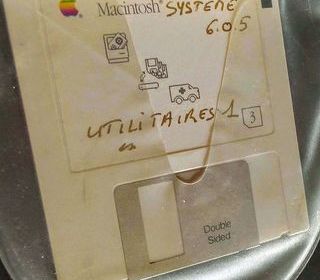 Macintosh® SYSTEME
6.0.5
UTILITAIRES 1
3
Double
Sided